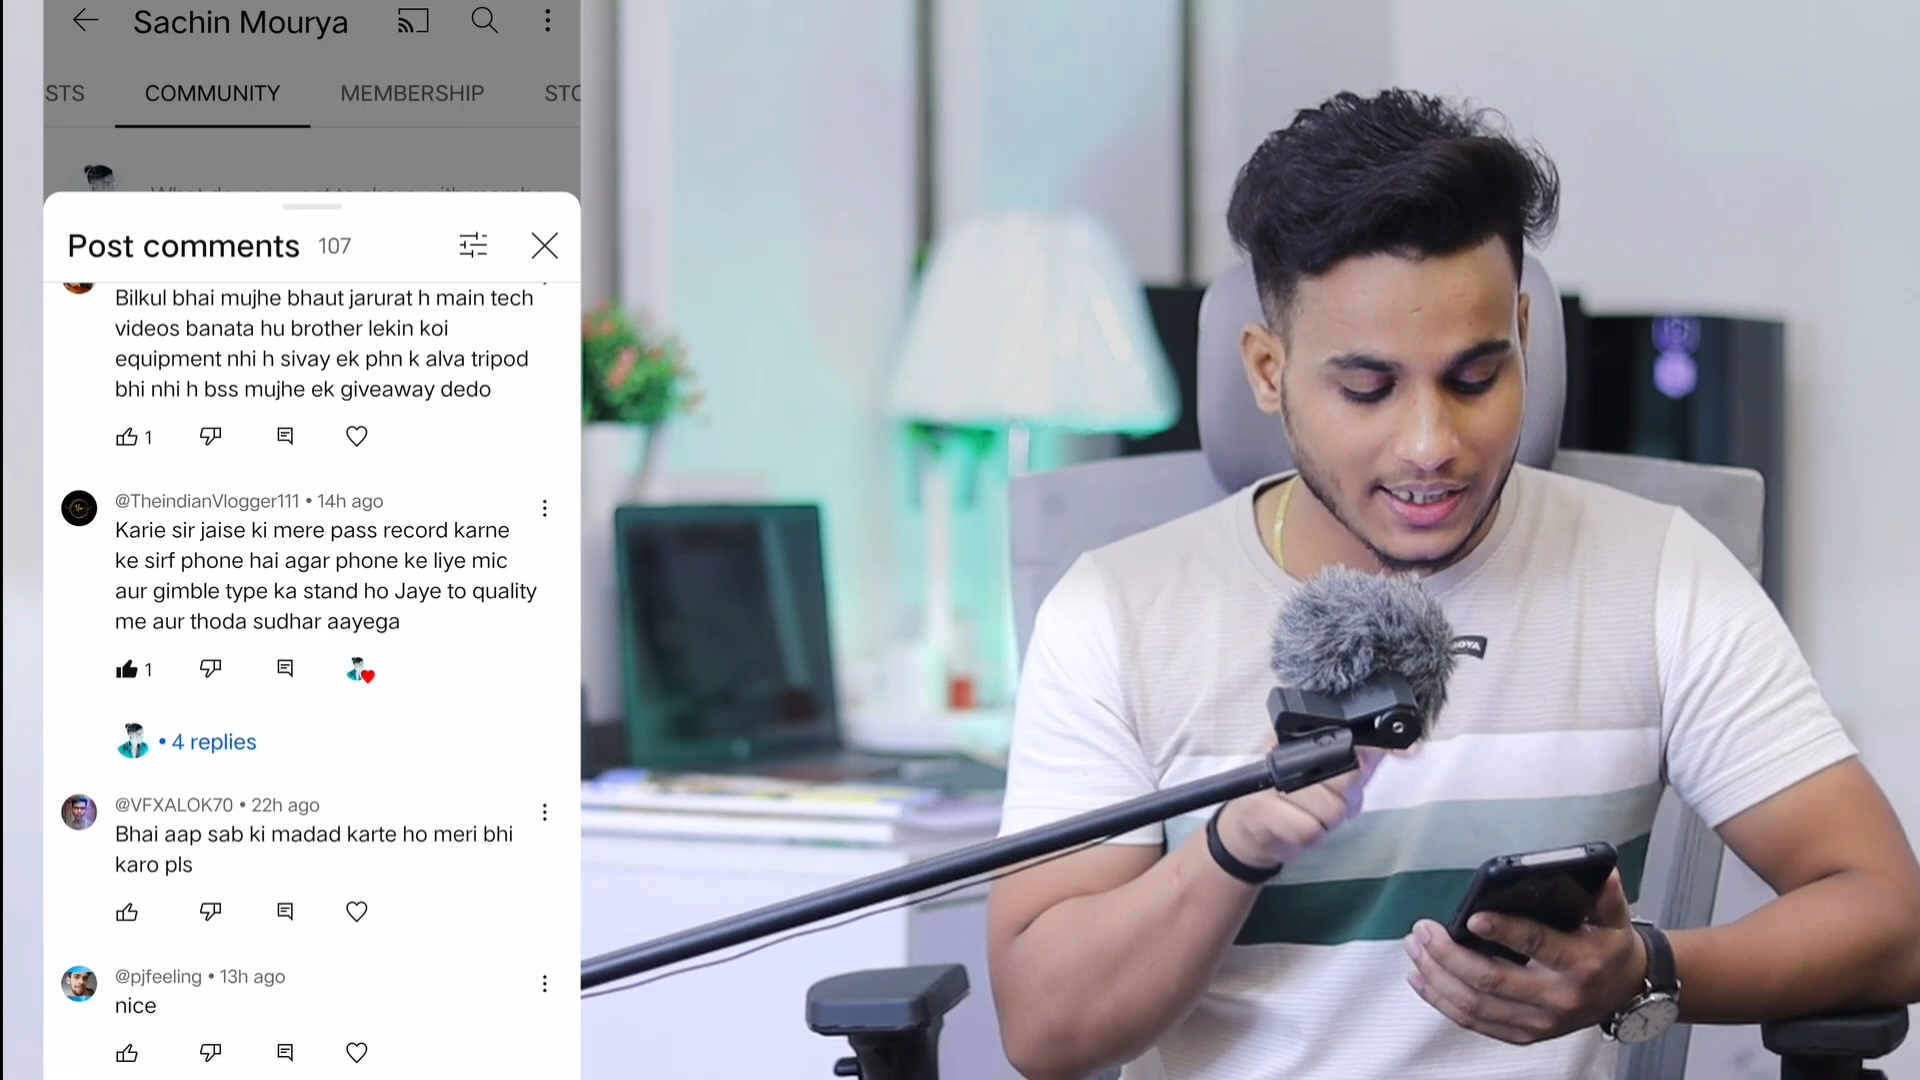 Sachin Mourya
STS COMMUNITY MEMBERSHIP STO
Post comments 107
Bilkul bhai mujhe bhaut jarurat h main tech
videos banata hu brother lekin koi
equipment nhi h sivay ek phn k alva tripod
bhi nhi h bss mujhe ek giveaway dedo
1
@TheindianVlogger111 • 14h ago
Karie sir jaise ki mere pass record karne
ke sirf phone hai agar phone ke liye mic
aur gimble type ka stand ho Jaye to quality
me aur thoda sudhar aayega
1
• 4 replies
@VFXALOK70 • 22h ago
Bhai aap sab ki madad karte ho meri bhi
karo pls
@pjfeeling • 13h ago
nice